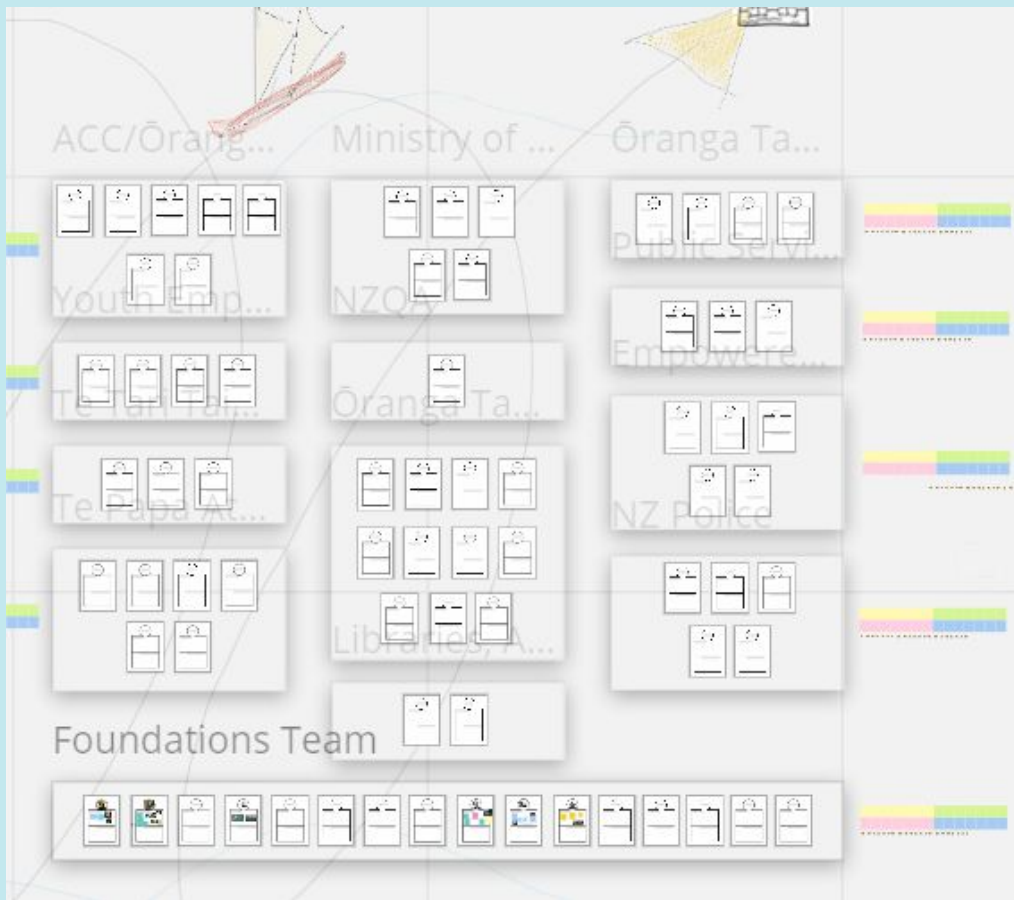 ACC/Ōrang...
Ministry of ...
Ōranga Ta...
Youth Emp...
NZQA
Public Servi...
Te Tari Tai...
Ōranga Ta...
Empowere...
Te Papa At...
Libraries, A...
NZ Police
Foundations Team